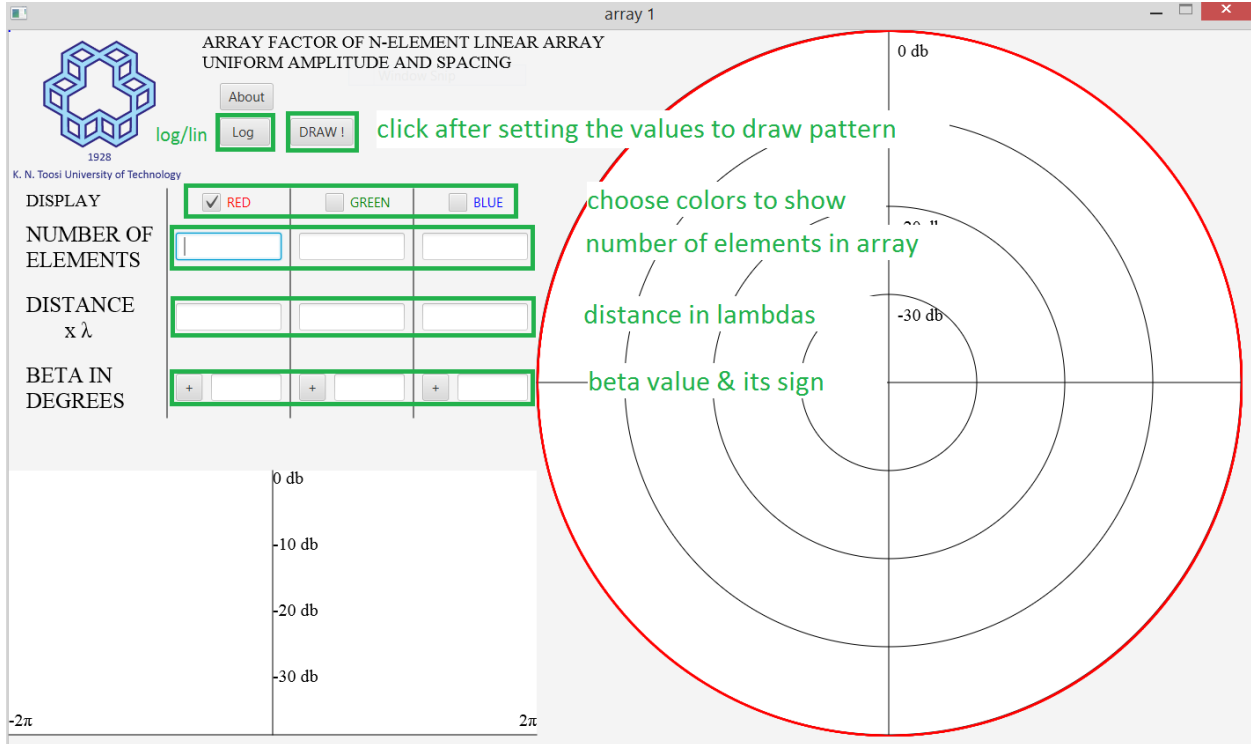 array 1
ARRAY FACTOR OF N-ELEMENT LINEAR ARRAY
UNIFORM AMPLITUDE AND SPACING
About
log/lin
Log
DRAW !
click after setting the values to draw pattern
1928
K. N. Toosi University of Technology
DISPLAY
RED
GREEN
BLUE
choose colors to show
NUMBER OF
ELEMENTS
number of elements in array
DISTANCE
x λ
distance in lambdas
BETA IN
DEGREES
+
+
+
beta value & its sign
0 db
-30 db
0 db
-10 db
-20 db
-30 db
-2π
2π